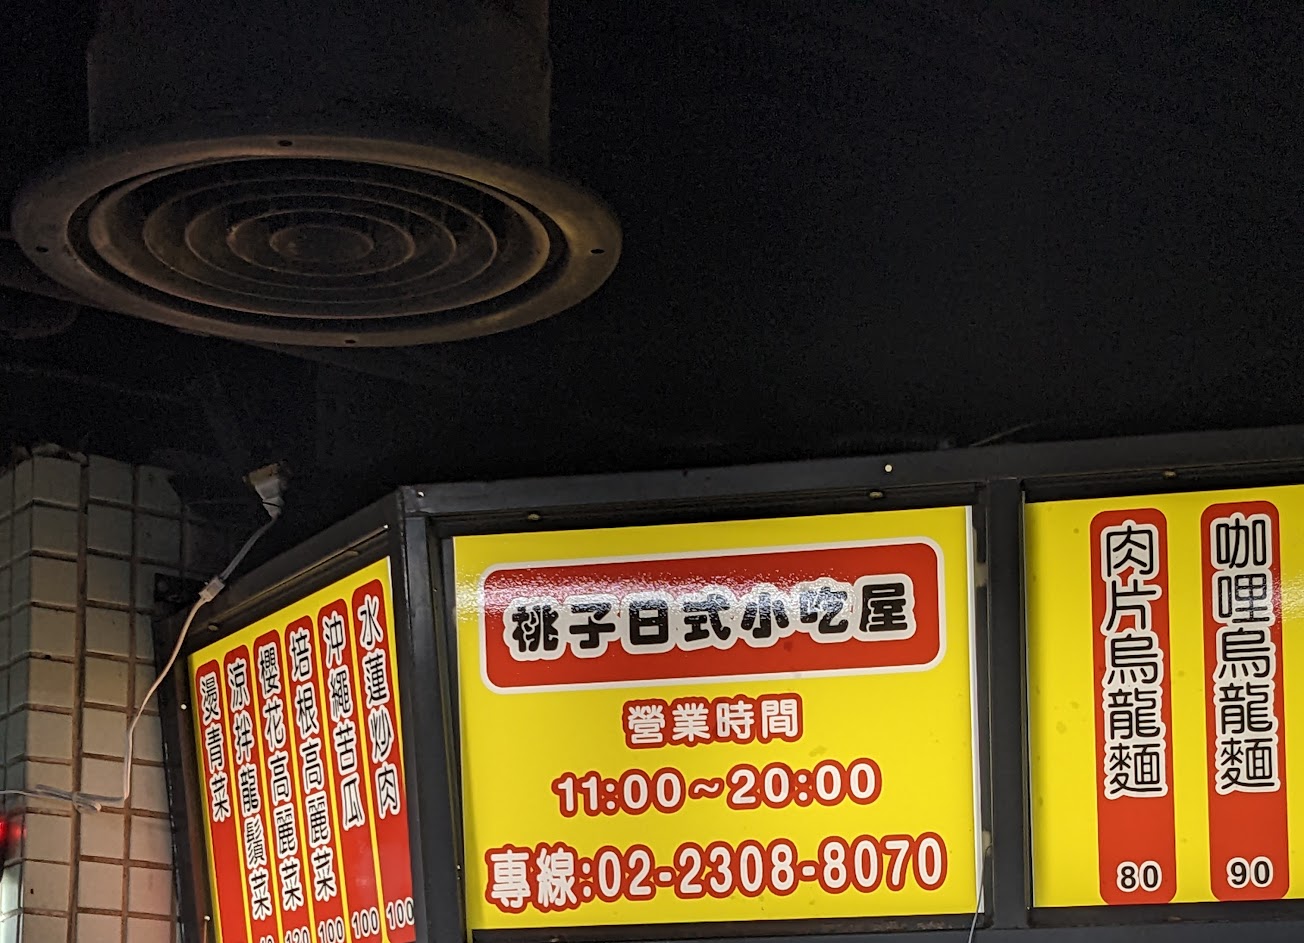 桃子日式小吃屋
營業時間
11:00~20:00
專線:02-2308-8070
水蓮炒肉 100
沖繩苦瓜 100
培根高麗菜 100
櫻花高麗菜 120
涼拌龍鬚菜
燙青菜
咖哩烏龍麵 90
肉片烏龍麵 80